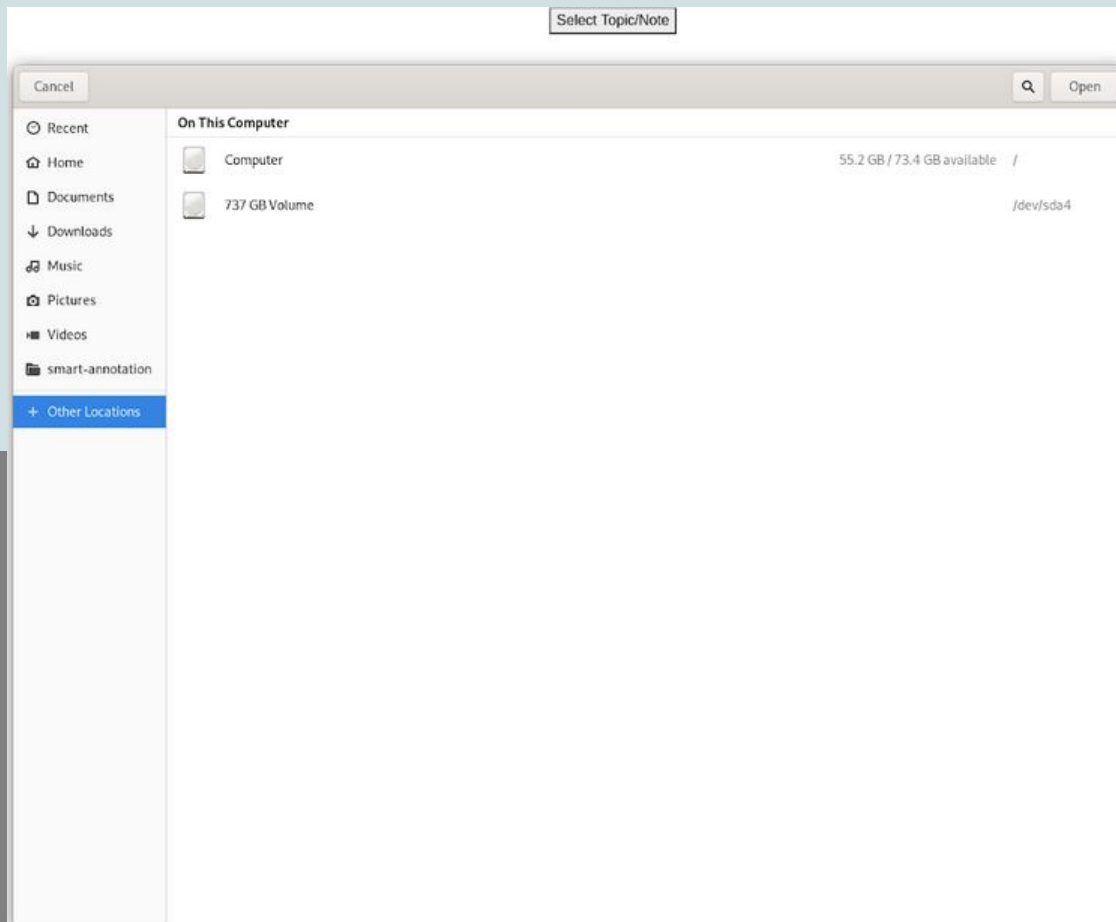 Select Topic/Note
Cancel
Open
Recent
Home
Documents
Downloads
Music
Pictures
Videos
smart-annotation
+ Other Locations
On This Computer
Computer 55.2 GB / 73.4 GB available /
737 GB Volume /dev/sda4